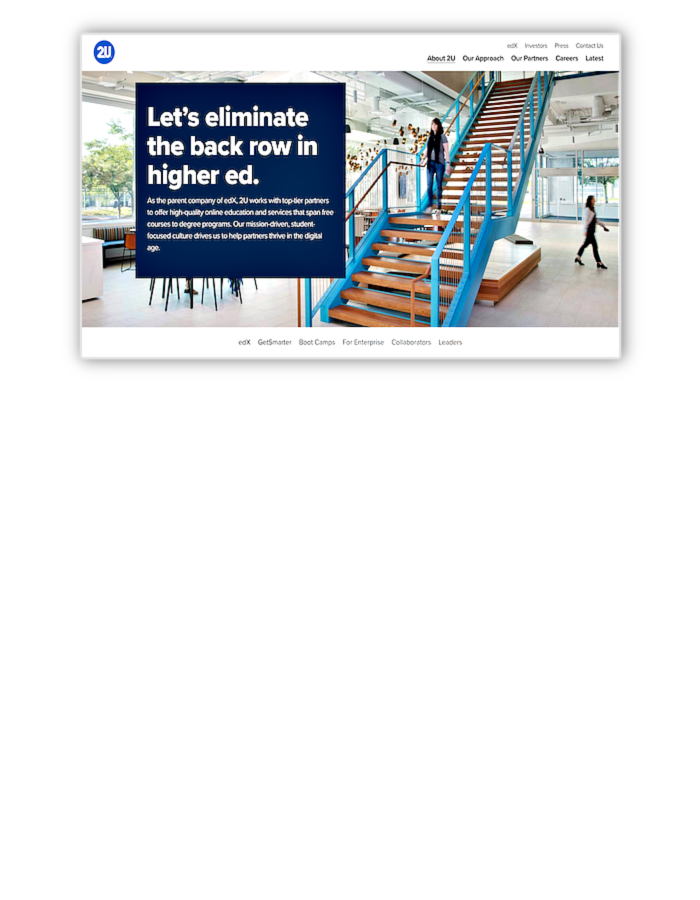 2U
edX Investors Press Contact Us
About 2U Our Approach Our Partners Careers Latest
Let's eliminate
the back row in
higher ed.
As the parent company of edX, 2U works with top-tier partners
to offer high-quality online education and services that span free
courses to degree programs. Our mission-driven, student-
focused culture drives us to help partners thrive in the digital
age.
edX GetSmarter Boot Camps For Enterprise Collaborators Leaders